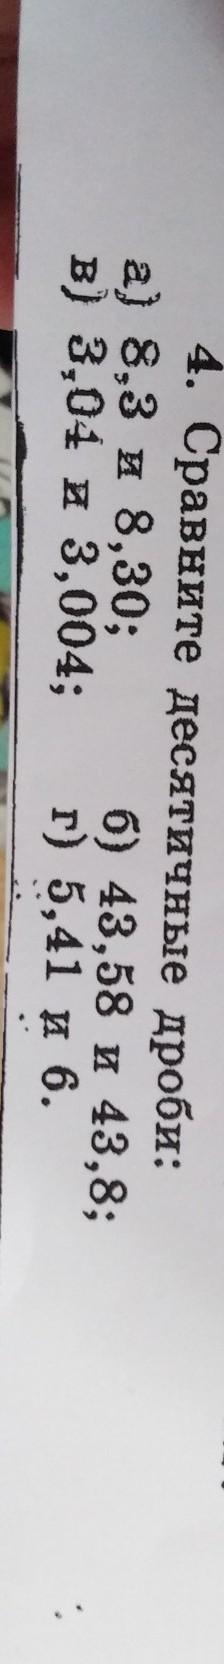 4. Сравните десятичные дроби:
а) 8,3 и 8,30; б) 43,58 и 43,8;
в) 3,04 и 3,004; г) 5,41 и 6.